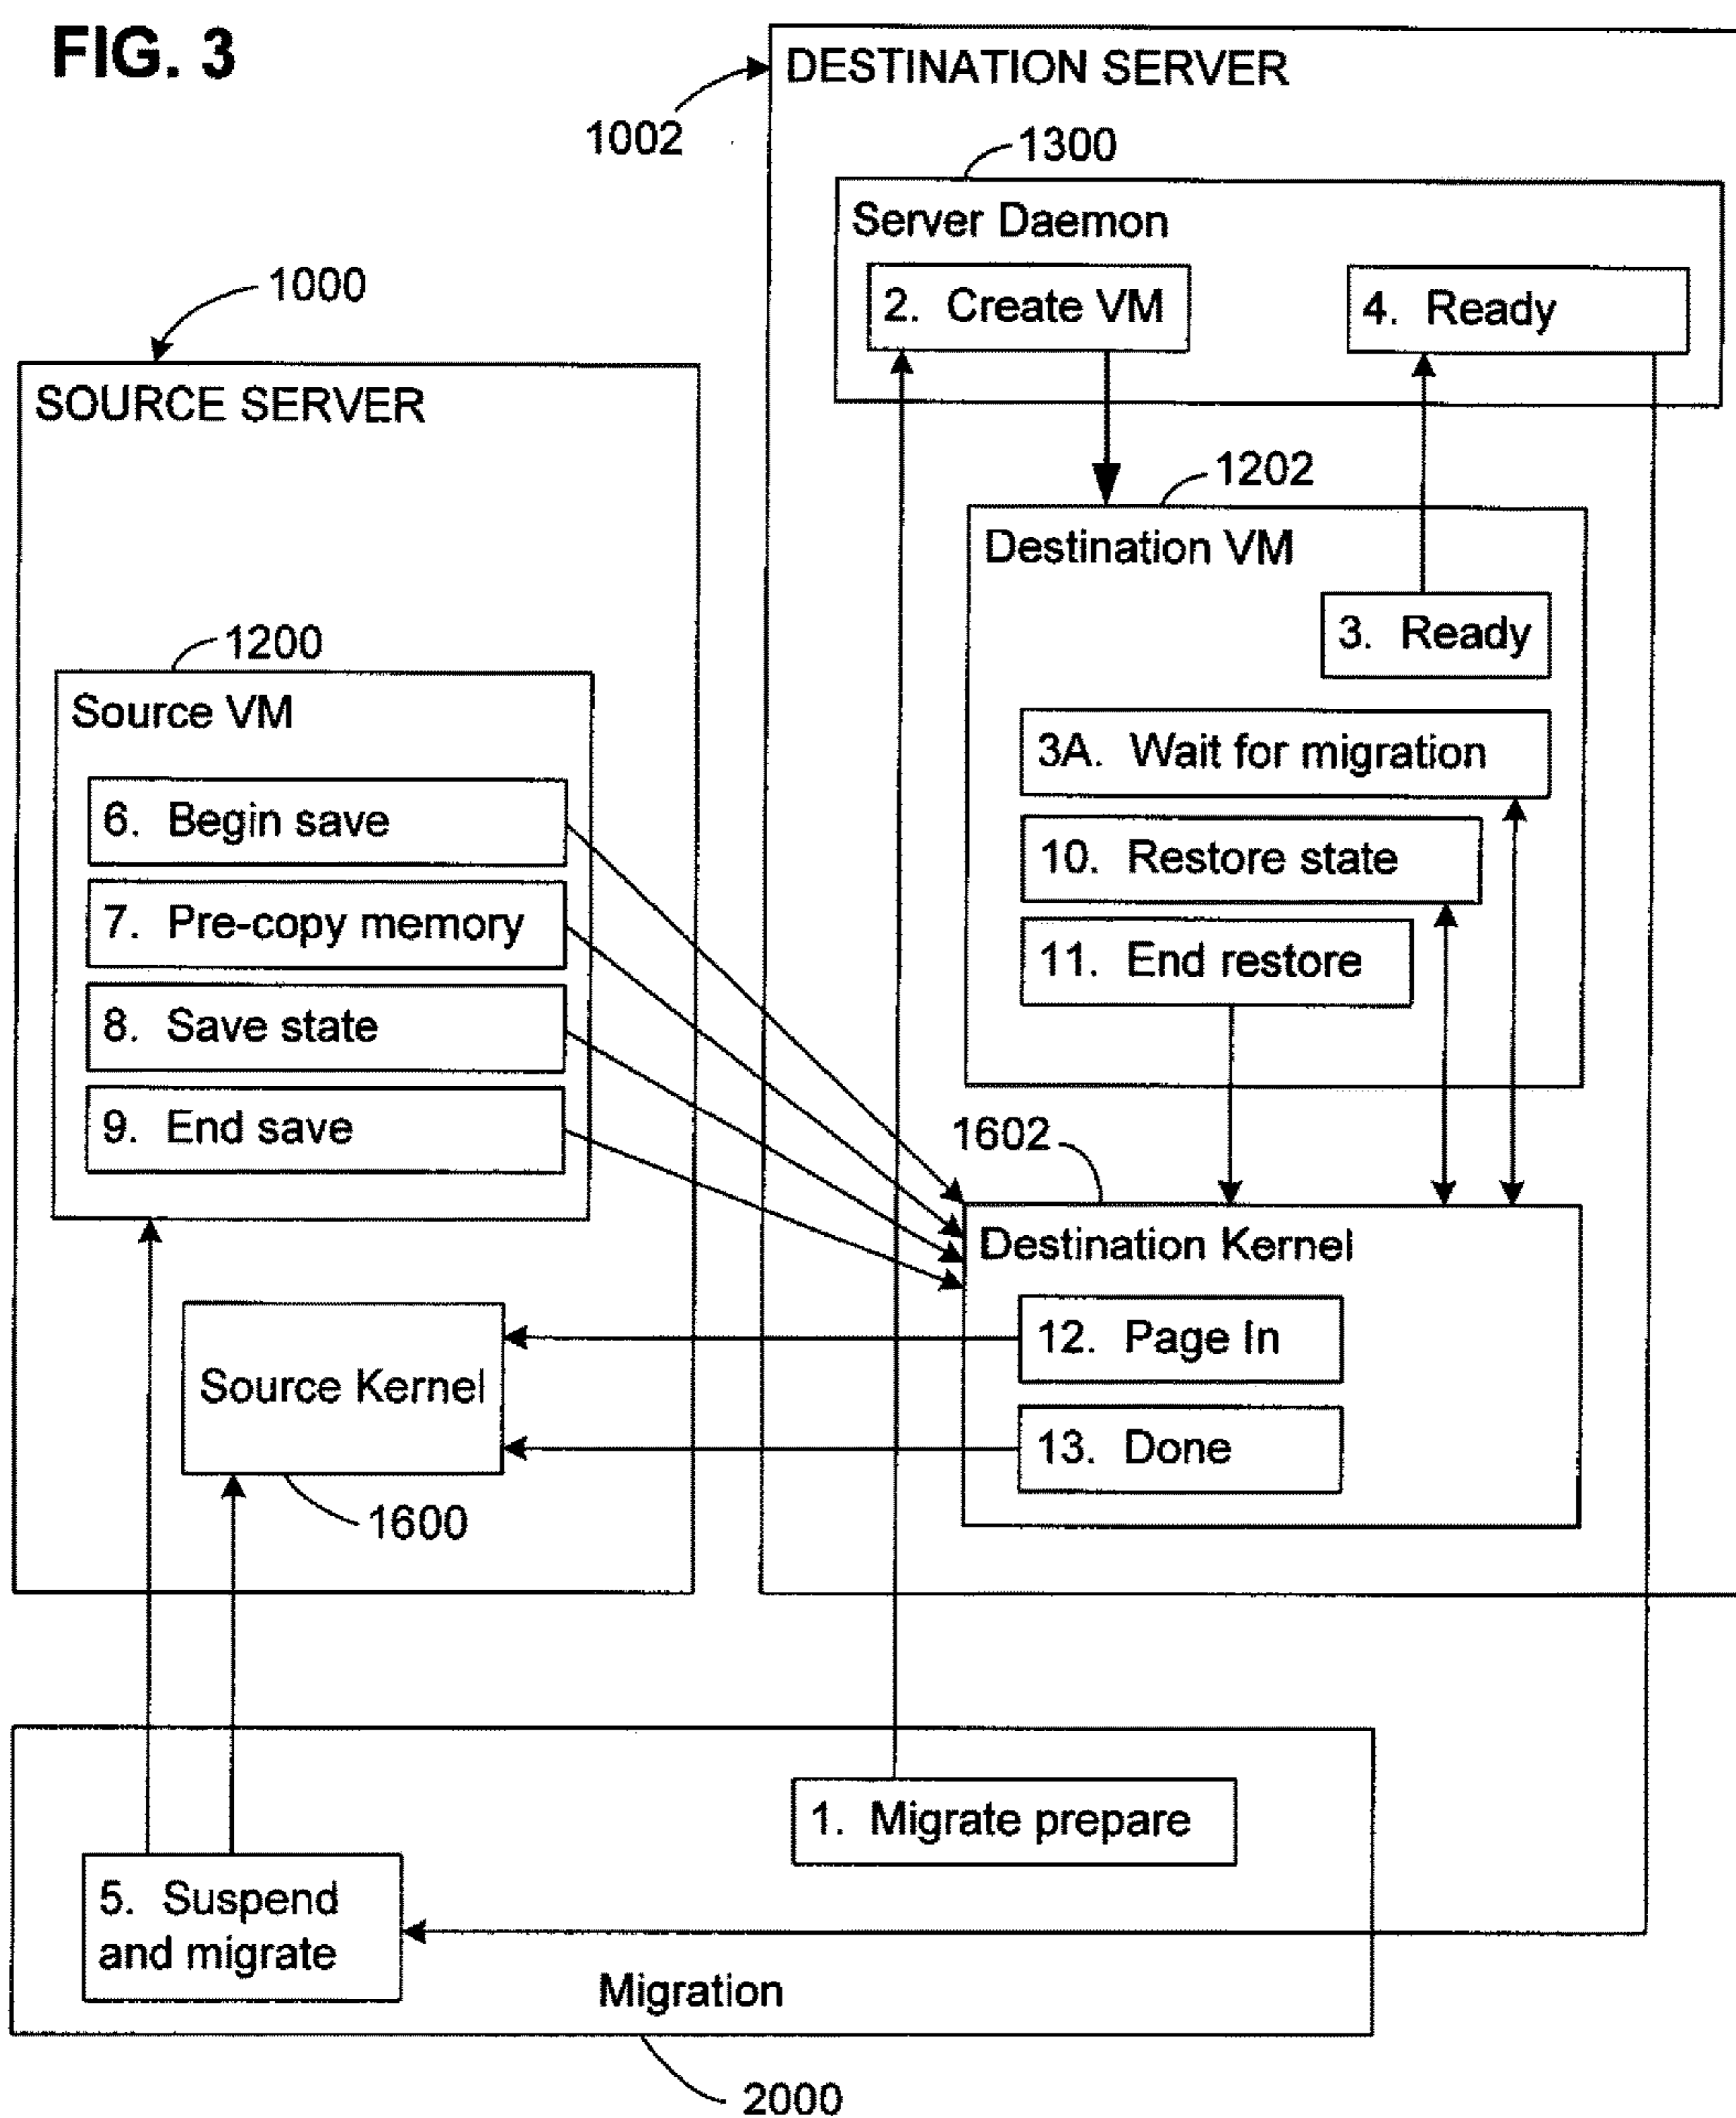 FIG. 3
DESTINATION SERVER
1002
1300
Server Daemon
2. Create VM
4. Ready
1000
SOURCE SERVER
1202
Destination VM
3. Ready
1200
Source VM
3A. Wait for migration
6. Begin save
10. Restore state
7. Pre-copy memory
11. End restore
8. Save state
9. End save
1602
Destination Kernel
12. Page In
Source Kernel
13. Done
1600
1. Migrate prepare
5. Suspend
and migrate
Migration
2000